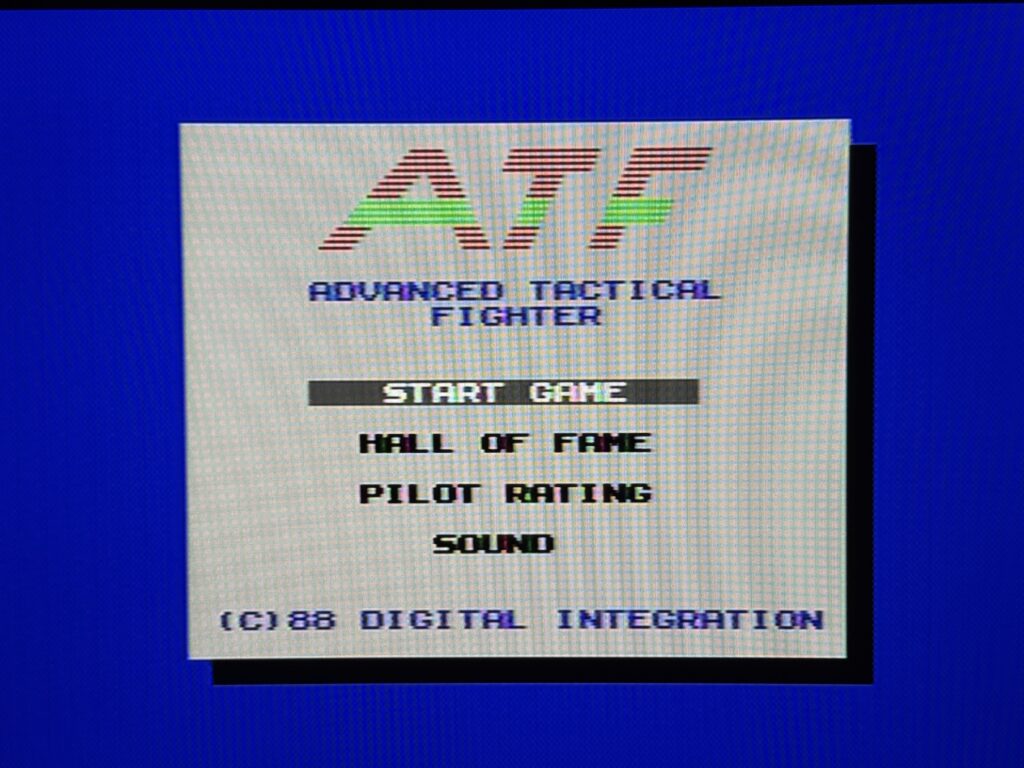 ATF
ADVANCED TACTICAL
FIGHTER
START GAME
HALL OF FAME
PILOT RATING
SOUND
(C)88 DIGITAL INTEGRATION